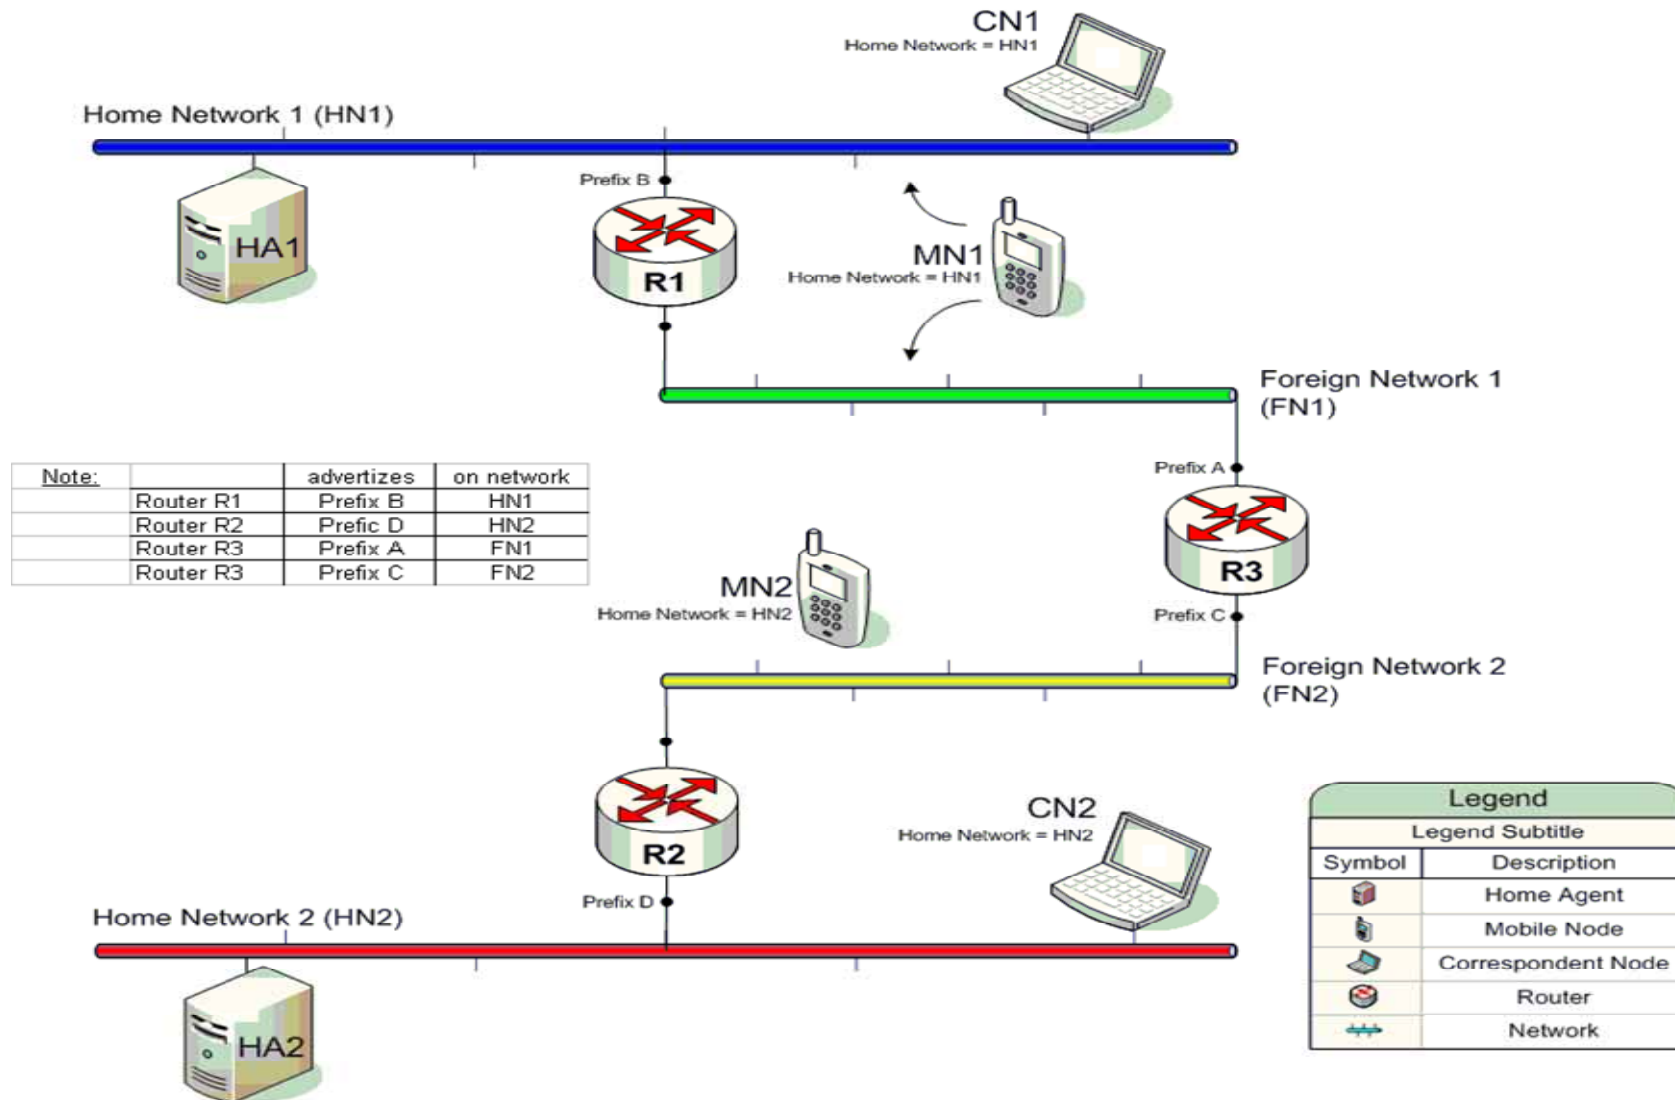 CN1
Home Network = HN1
Home Network 1 (HN1)
Prefix B
HA1
R1
MN1
Home Network = HN1
Foreign Network 1
(FN1)
Note: advertizes on network
Router R1 Prefix B HN1
Router R2 Prefic D HN2
Router R3 Prefix A FN1
Router R3 Prefix C FN2
Prefix A
R3
MN2
Home Network = HN2
Prefix C
Foreign Network 2
(FN2)
R2
CN2
Home Network = HN2
Prefix D
Home Network 2 (HN2)
HA2
Legend
Legend Subtitle
Symbol Description
Home Agent
Mobile Node
Correspondent Node
Router
Network